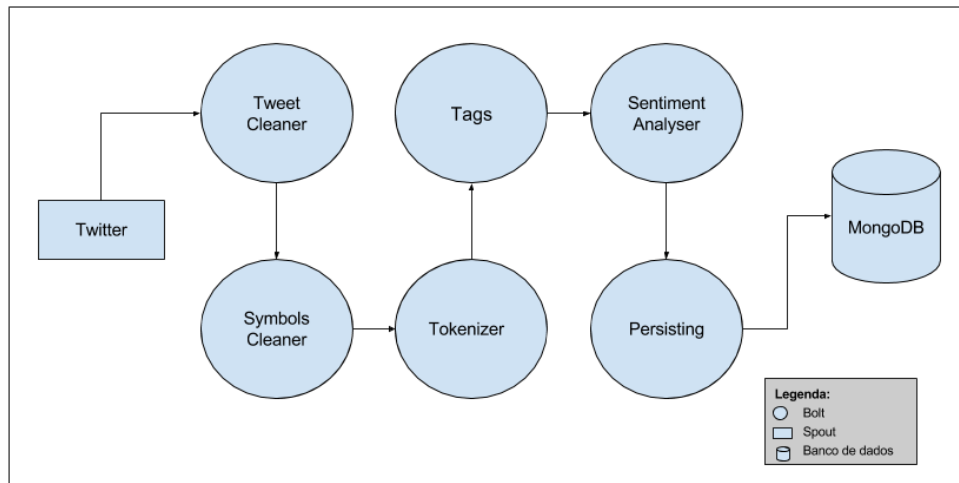 Twitter
Tweet
Cleaner
Symbols
Cleaner
Tokenizer
Tags
Sentiment
Analyser
Persisting
MongoDB
Legenda:
Bolt
Spout
Banco de dados